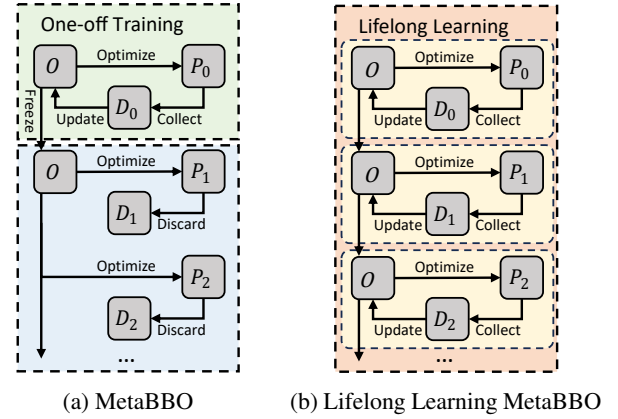 One-off Training
O
Optimize
P₀
Update
D₀
Collect
Freeze
O
Optimize
P₁
D₁
Discard
Optimize
P₂
D₂
Discard
...
(a) MetaBBO
Lifelong Learning
O
Optimize
P₀
Update
D₀
Collect
O
Optimize
P₁
Update
D₁
Collect
O
Optimize
P₂
Update
D₂
Collect
...
(b) Lifelong Learning MetaBBO